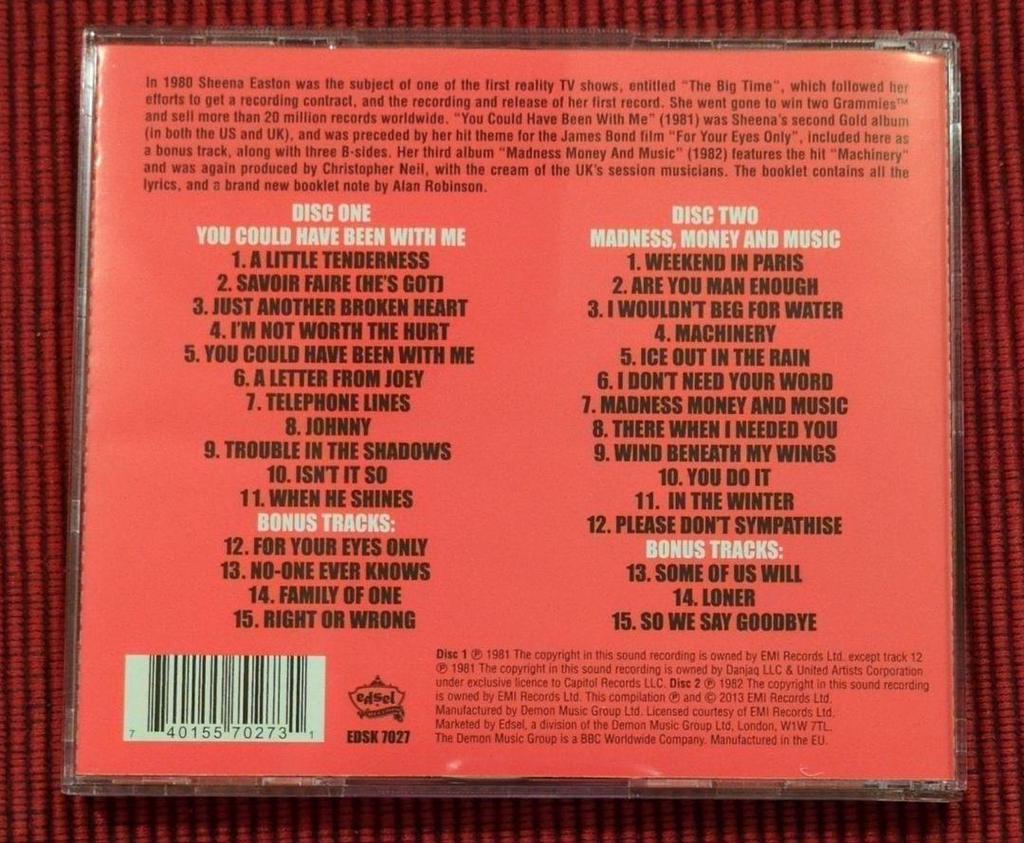 In 1980 Sheena Easton was the subject of one of the first reality TV shows, entitled "The Big Time", which followed her
efforts to get a recording contract, and the recording and release of her first record. She went gone to win two Grammies™
and sell more than 20 million records worldwide. "You Could Have Been With Me" (1981) was Sheena's second Gold album
(in both the US and UK), and was preceded by her hit theme for the James Bond film "For Your Eyes Only", included here as
a bonus track, along with three B-sides. Her third album "Madness Money And Music" (1982) features the hit "Machinery"
and was again produced by Christopher Neil, with the cream of the UK's session musicians. The booklet contains all the
lyrics, and a brand new booklet note by Alan Robinson.
DISC ONE
YOU COULD HAVE BEEN WITH ME
1. A LITTLE TENDERNESS
2. SAVOIR FAIRE (HE'S GOT)
3. JUST ANOTHER BROKEN HEART
4. I'M NOT WORTH THE HURT
5. YOU COULD HAVE BEEN WITH ME
6. A LETTER FROM JOEY
7. TELEPHONE LINES
8. JOHNNY
9. TROUBLE IN THE SHADOWS
10. ISN'T IT SO
11. WHEN HE SHINES
BONUS TRACKS:
12. FOR YOUR EYES ONLY
13. NO-ONE EVER KNOWS
14. FAMILY OF ONE
15. RIGHT OR WRONG
DISC TWO
MADNESS, MONEY AND MUSIC
1. WEEKEND IN PARIS
2. ARE YOU MAN ENOUGH
3. I WOULDN'T BEG FOR WATER
4. MACHINERY
5. ICE OUT IN THE RAIN
6. I DON'T NEED YOUR WORD
7. MADNESS MONEY AND MUSIC
8. THERE WHEN I NEEDED YOU
9. WIND BENEATH MY WINGS
10. YOU DO IT
11. IN THE WINTER
12. PLEASE DON'T SYMPATHISE
BONUS TRACKS:
13. SOME OF US WILL
14. LONER
15. SO WE SAY GOODBYE
7 40155 70273 1
edsel
EDSK 7027
Disc 1 ℗ 1981 The copyright in this sound recording is owned by EMI Records Ltd. except track 12
℗ 1981 The copyright in this sound recording is owned by Danjaq LLC & United Artists Corporation
under exclusive licence to Capitol Records LLC. Disc 2 ℗ 1982 The copyright in this sound recording
is owned by EMI Records Ltd. This compilation ℗ and © 2013 EMI Records Ltd.
Manufactured by Demon Music Group Ltd. Licensed courtesy of EMI Records Ltd.
Marketed by Edsel, a division of the Demon Music Group Ltd, London, W1W 7TL.
The Demon Music Group is a BBC Worldwide Company. Manufactured in the EU.